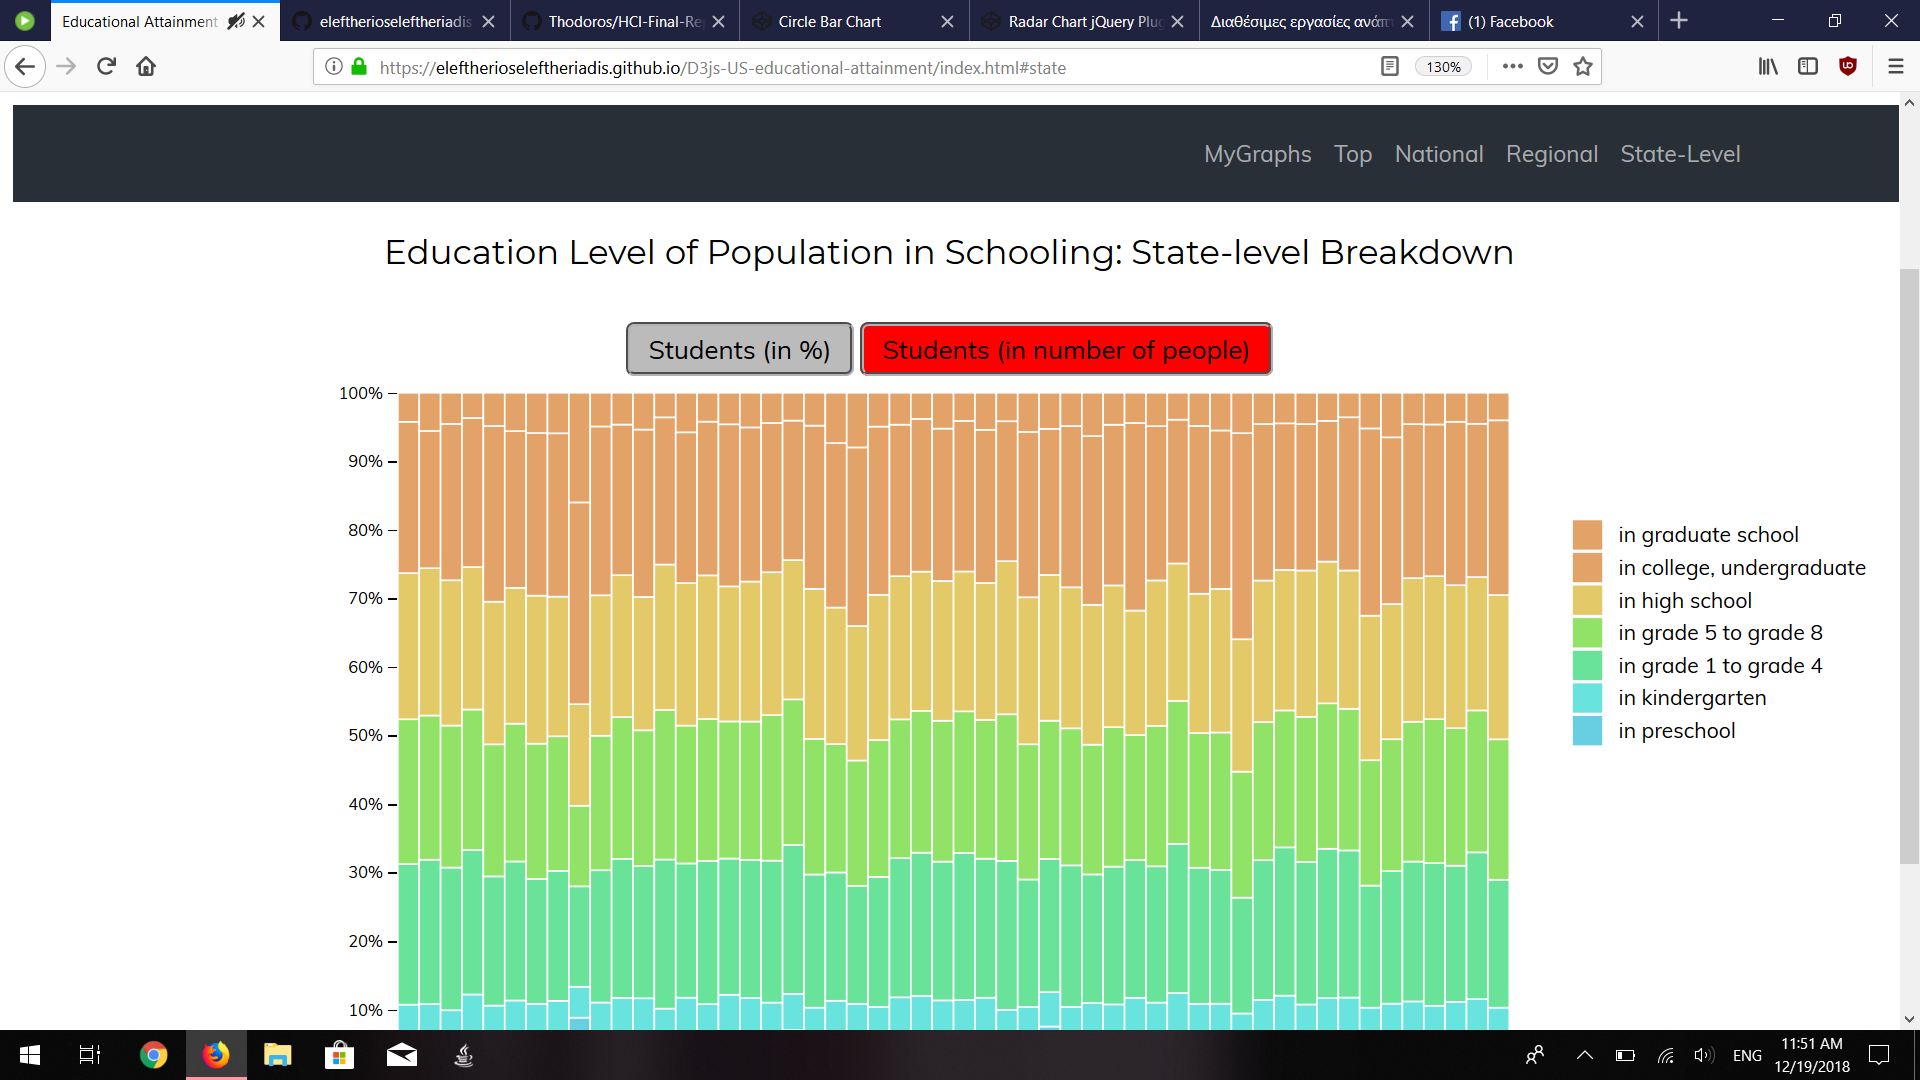 Educational Attainment
eleftherioseleftheriadis
Thodoros/HCI-Final-Re
Circle Bar Chart
Radar Chart jQuery Plu
Διαθέσιμες εργασίες ανάπτ
(1) Facebook
https://eleftherioseleftheriadis.github.io/D3js-US-educational-attainment/index.html#state
130%
MyGraphs Top National Regional State-Level
Education Level of Population in Schooling: State-level Breakdown
Students (in %)
Students (in number of people)
100%
90%
80%
70%
60%
50%
40%
30%
20%
10%
in graduate school
in college, undergraduate
in high school
in grade 5 to grade 8
in grade 1 to grade 4
in kindergarten
in preschool
ENG
11:51 AM
12/19/2018